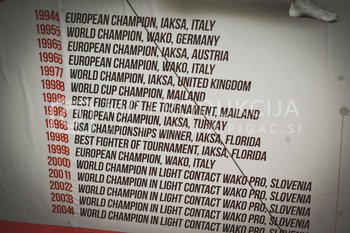 1994 EUROPEAN CHAMPION, IAKSA, ITALY
1995 WORLD CHAMPION, WAKO, GERMANY
1996 EUROPEAN CHAMPION, IAKSA, AUSTRIA
1996 EUROPEAN CHAMPION, WAKO, ITALY
1997 WORLD CHAMPION, IAKSA, UNITED KINGDOM
1998 WORLD CUP CHAMPION, MAILAND
1998 BEST FIGHTER OF THE TOURNAMENT, MAILAND
1998 EUROPEAN CHAMPION, IAKSA, TURKAY
1998 USA CHAMPIONSHIPS WINNER, IAKSA, FLORIDA
1998 BEST FIGHTER OF TOURNAMENT, IAKSA, FLORIDA
1999 EUROPEAN CHAMPION, WAKO, ITALY
2000 WORLD CHAMPION IN LIGHT CONTACT WAKO PRO, SLOVENIA
2001 WORLD CHAMPION IN LIGHT CONTACT WAKO PRO, SLOVENIA
2002 WORLD CHAMPION IN LIGHT CONTACT WAKO PRO, SLOVENIA
2003 WORLD CHAMPION IN LIGHT CONTACT WAKO PRO, SLOVENIA
2004 WORLD CHAMPION IN LIGHT CONTACT WAKO PRO, SLOVENIA